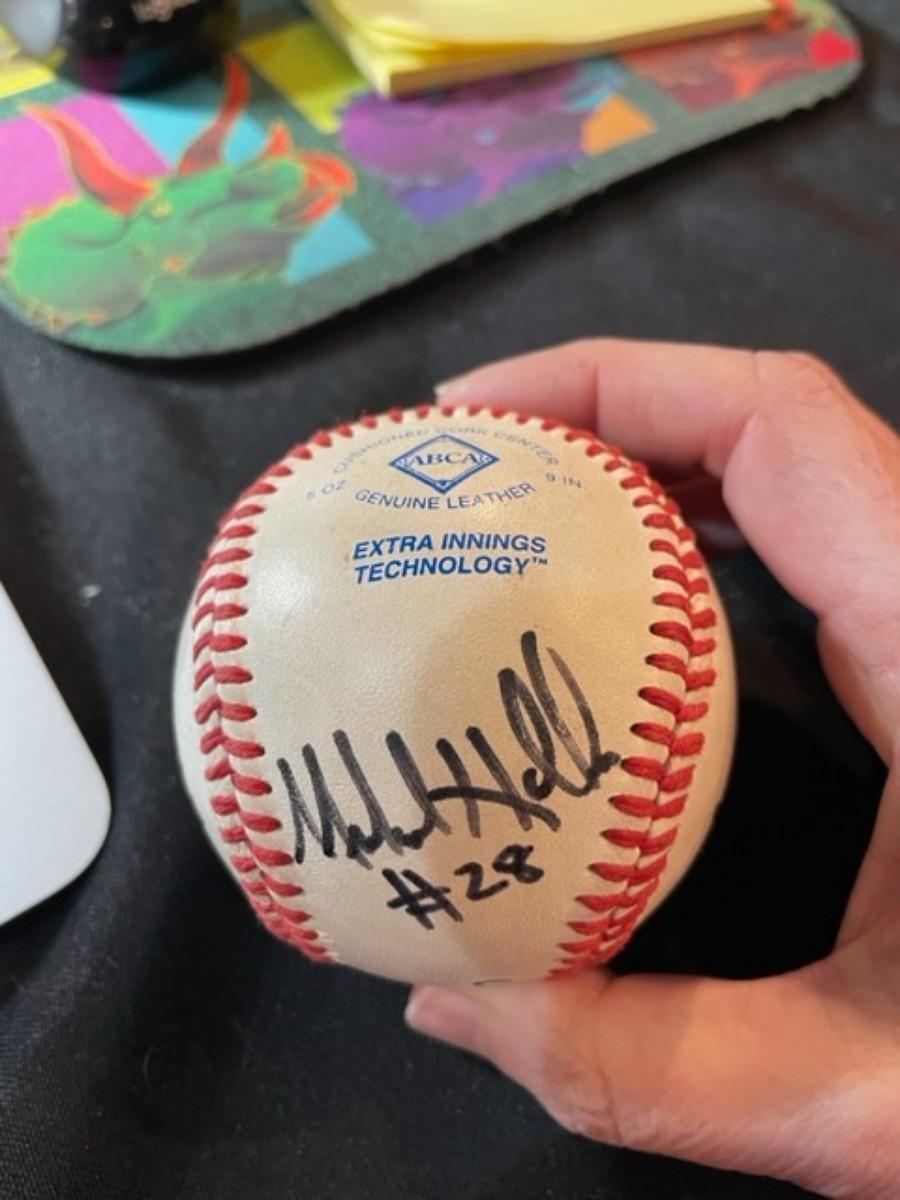 CUSHIONED CORK CENTER
ABCA
5 OZ 9 IN.
GENUINE LEATHER
EXTRA INNINGS
TECHNOLOGY™
#28